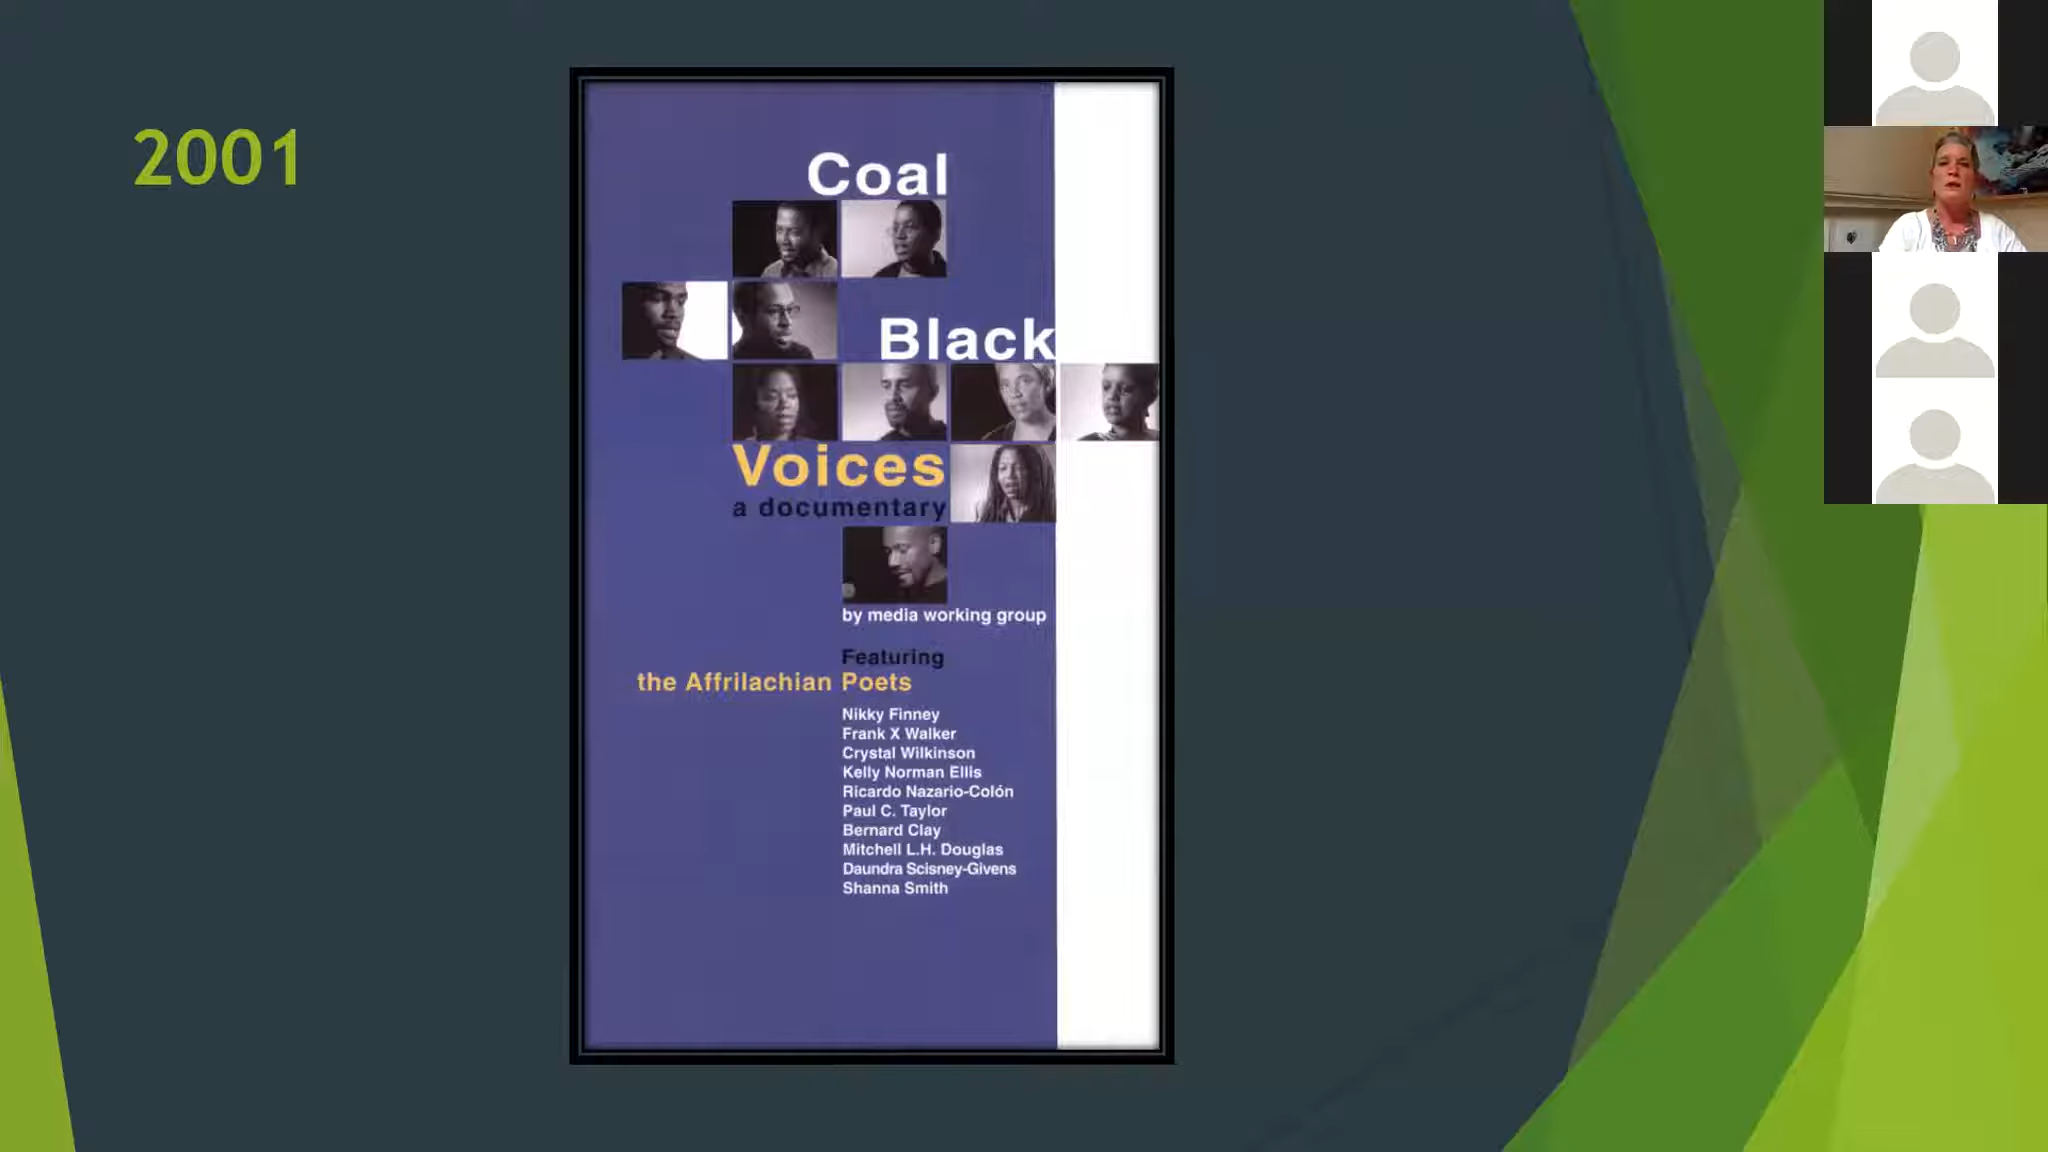 2001
Coal
Black
Voices
a documentary
by media working group
Featuring
the Affrilachian Poets
Nikky Finney
Frank X Walker
Crystal Wilkinson
Kelly Norman Ellis
Ricardo Nazario-Colón
Paul C. Taylor
Bernard Clay
Mitchell L.H. Douglas
Daundra Scisney-Givens
Shanna Smith